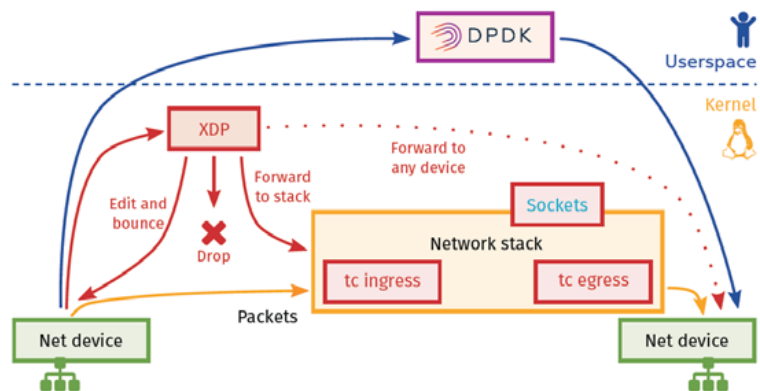 DPDK
Userspace
Kernel
XDP
Forward to
any device
Edit and
bounce
Forward
to stack
Drop
Sockets
Network stack
tc ingress
tc egress
Packets
Net device
Net device